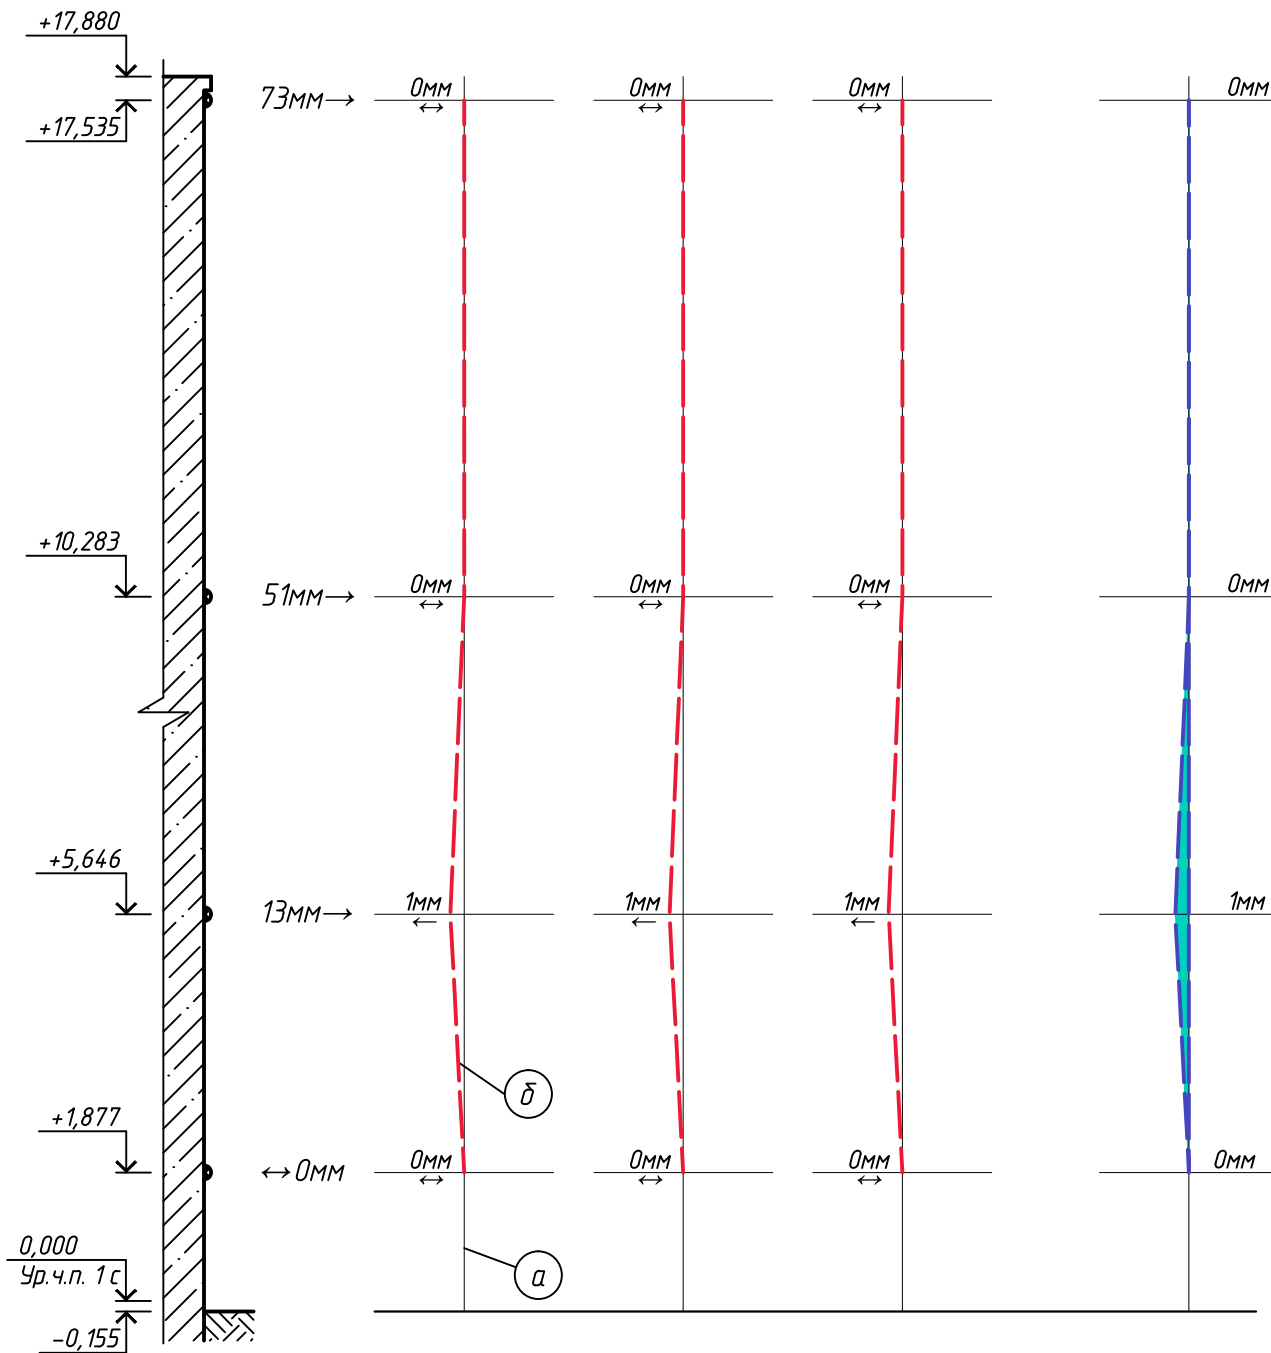 +17,880
73мм→ 0мм 0мм 0мм 0мм
↔ ↔ ↔
+17,535
+10,283
51мм→ 0мм 0мм 0мм 0мм
↔ ↔ ↔
+5,646
13мм→ 1мм 1мм 1мм 1мм
← ← ←
б
+1,877
↔0мм 0мм 0мм 0мм 0мм
↔ ↔ ↔
0,000
Ур.ч.п. 1 с
а
-0,155